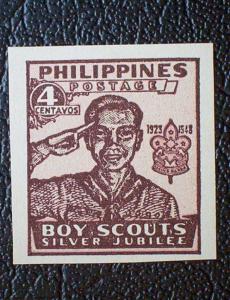 PHILIPPINES
POSTAGE
4
CENTAVOS
1923 1948
BOY SCOUTS
SILVER JUBILEE